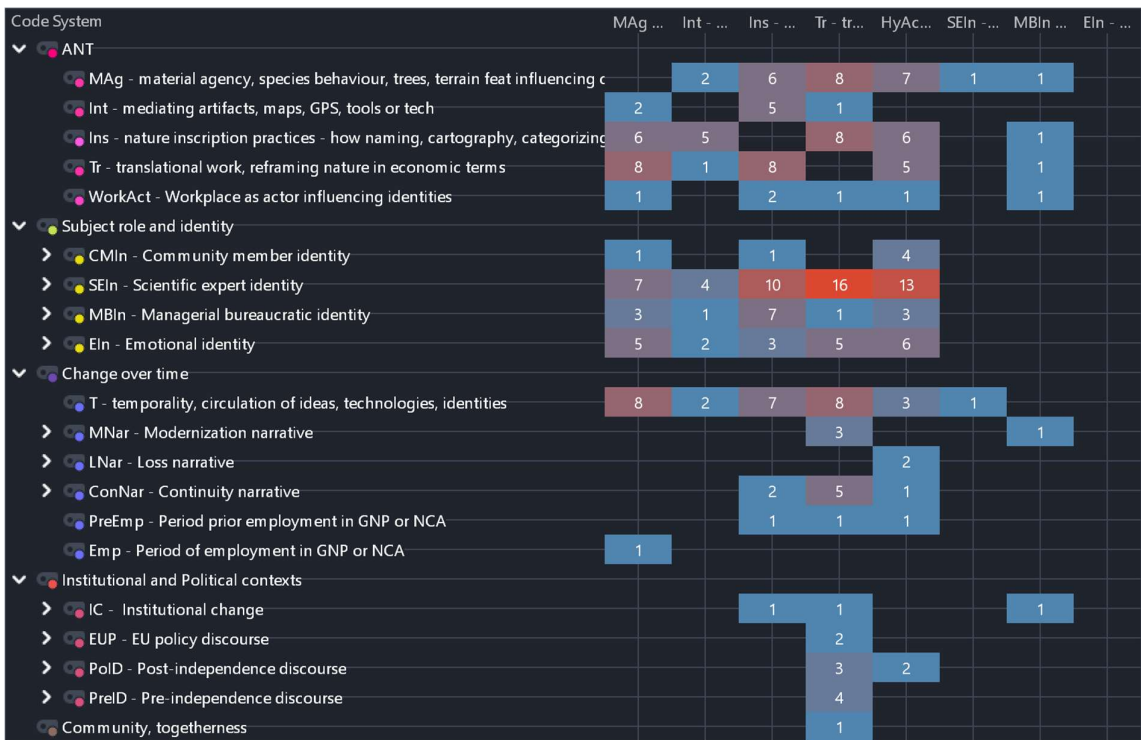 Code System MAg ... Int - ... Ins - ... Tr - tr... HyAc... SEIn -... MBIn ... EIn - ...
ANT
MAg - material agency, species behaviour, trees, terrain feat influencing c 2 6 8 7 1 1
Int - mediating artifacts, maps, GPS, tools or tech 2 5 1
Ins - nature inscription practices - how naming, cartography, categorizing 6 5 8 6 1
Tr - translational work, reframing nature in economic terms 8 1 8 5 1
WorkAct - Workplace as actor influencing identities 1 2 1 1 1
Subject role and identity
CMIn - Community member identity 1 1 4
SEIn - Scientific expert identity 7 4 10 16 13
MBIn - Managerial bureaucratic identity 3 1 7 1 3
EIn - Emotional identity 5 2 3 5 6
Change over time
T - temporality, circulation of ideas, technologies, identities 8 2 7 8 3 1
MNar - Modernization narrative 3 1
LNar - Loss narrative 2
ConNar - Continuity narrative 2 5 1
PreEmp - Period prior employment in GNP or NCA 1 1 1
Emp - Period of employment in GNP or NCA 1
Institutional and Political contexts
IC - Institutional change 1 1 1
EUP - EU policy discourse 2
PoID - Post-independence discourse 3 2
PreID - Pre-independence discourse 4
Community, togetherness 1